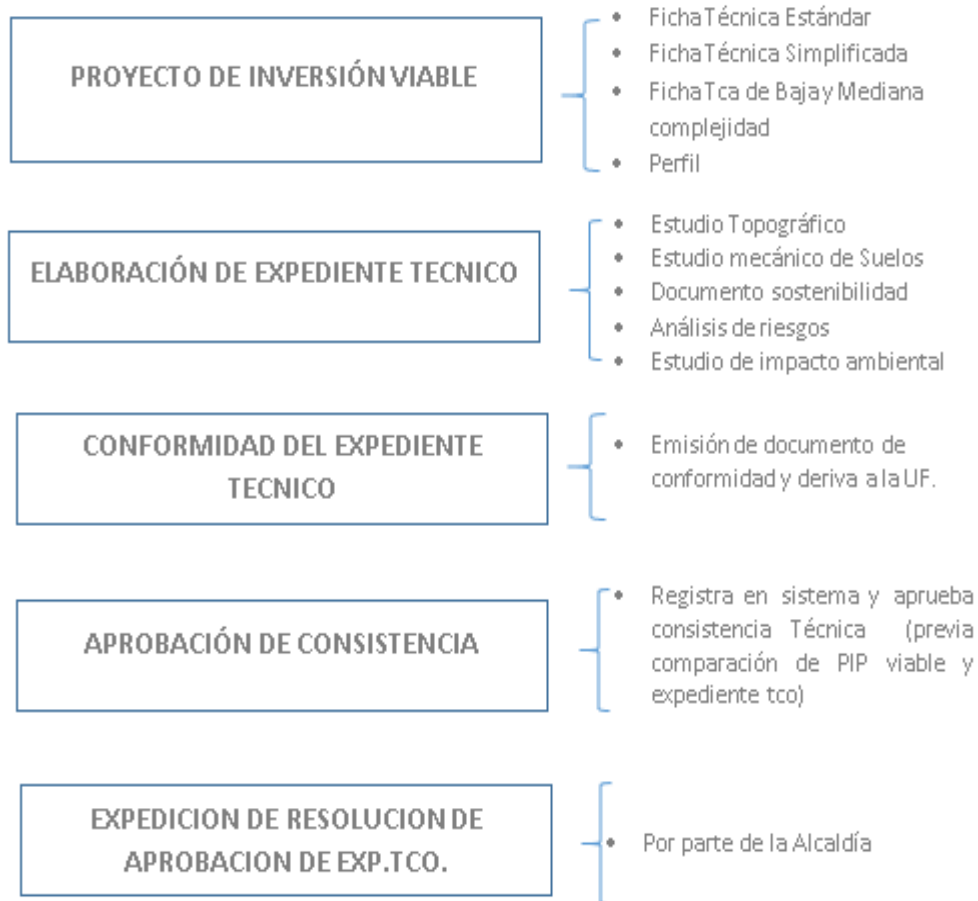 PROYECTO DE INVERSIÓN VIABLE
• Ficha Técnica Estándar
• Ficha Técnica Simplificada
• Ficha Tca de Baja y Mediana
complejidad
• Perfil
ELABORACIÓN DE EXPEDIENTE TECNICO
• Estudio Topográfico
• Estudio mecánico de Suelos
• Documento sostenibilidad
• Análisis de riesgos
• Estudio de impacto ambiental
CONFORMIDAD DEL EXPEDIENTE
TECNICO
• Emisión de documento de
conformidad y deriva a la UF.
APROBACIÓN DE CONSISTENCIA
• Registra en sistema y aprueba
consistencia Técnica (previa
comparación de PIP viable y
expediente tco)
EXPEDICION DE RESOLUCION DE
APROBACION DE EXP.TCO.
• Por parte de la Alcaldía